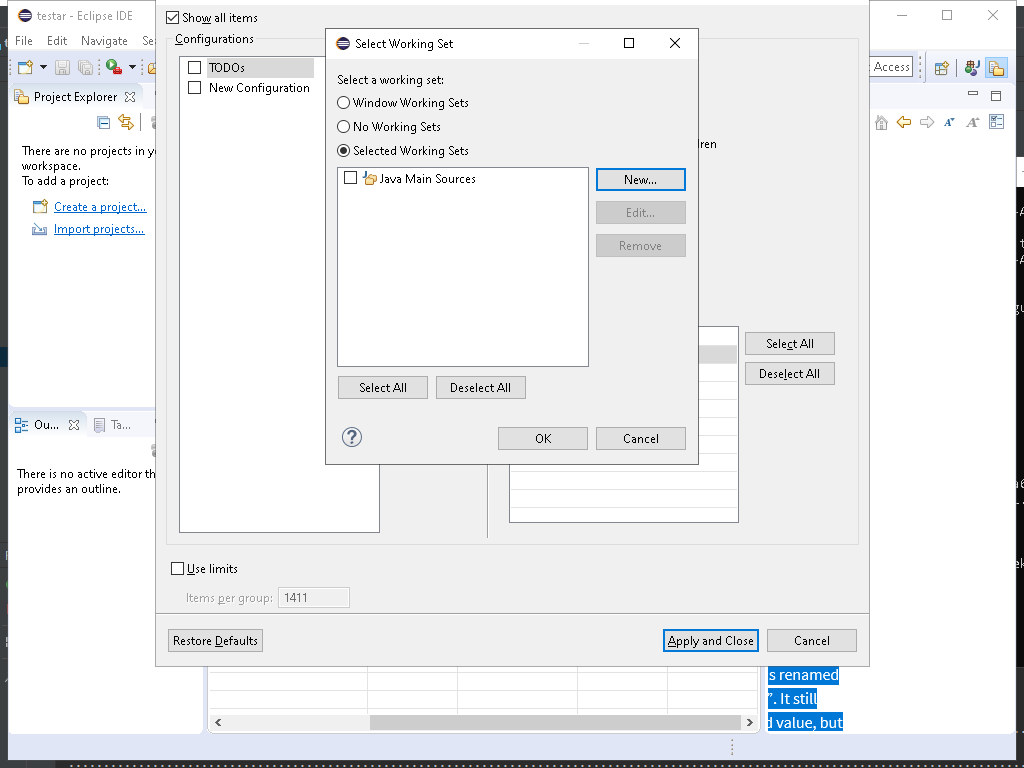 testar - Eclipse IDE
File Edit Navigate
Access
Project Explorer
There are no projects in
workspace.
To add a project:
Create a project...
Import projects...
Ou...
Ta...
There is no active editor
provides an outline.
Show all items
Configurations
TODOs
New Configuration
Select Working Set
Select a working set:
Window Working Sets
No Working Sets
Selected Working Sets
Java Main Sources
New...
Edit...
Remove
Select All
Deselect All
?
OK
Cancel
Select All
Deselect All
Use limits
Items per group: 1411
Restore Defaults
Apply and Close
Cancel
s renamed
”. It still
d value, but